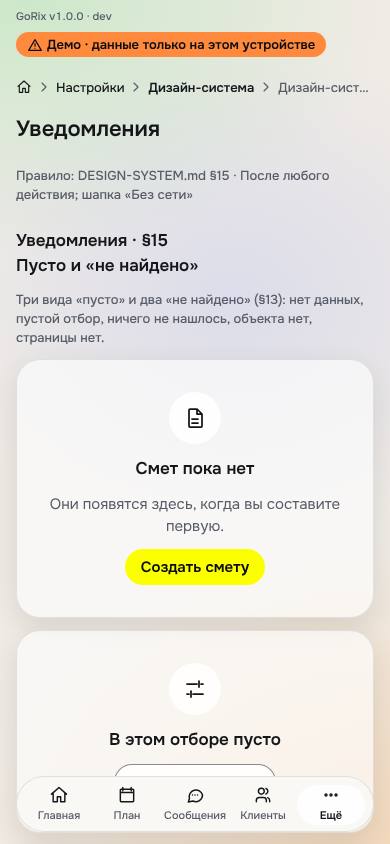 GoRix v1.0.0 · dev
Демо · данные только на этом устройстве
Настройки
Дизайн-система
Дизайн-сист…
Уведомления
Правило: DESIGN-SYSTEM.md §15 · После любого
действия; шапка «Без сети»
Уведомления · §15
Пусто и «не найдено»
Три вида «пусто» и два «не найдено» (§13): нет данных,
пустой отбор, ничего не нашлось, объекта нет,
страницы нет.
Смет пока нет
Они появятся здесь, когда вы составите
первую.
Создать смету
В этом отборе пусто
Главная
План
Сообщения
Клиенты
Ещё